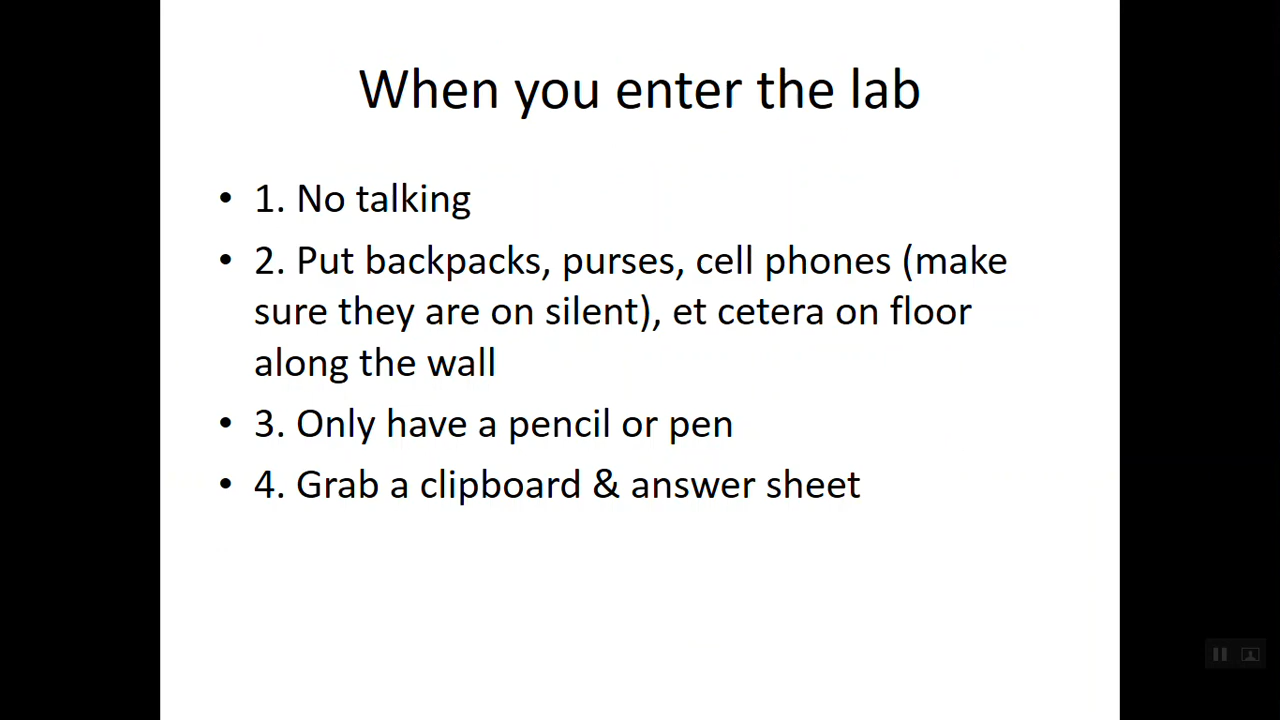 When you enter the lab
• 1. No talking
• 2. Put backpacks, purses, cell phones (make
sure they are on silent), et cetera on floor
along the wall
• 3. Only have a pencil or pen
• 4. Grab a clipboard & answer sheet